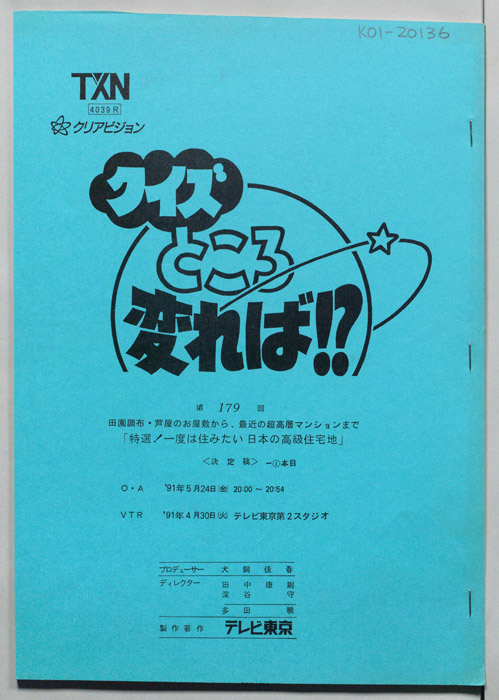 K01-20136
TXN
4039R
クリアビジョン
クイズ
ところ
変れば!?
第 179 回
田園調布・芦屋のお屋敷から、最近の超高層マンションまで
「特選!一度は住みたい 日本の高級住宅地」
<決定稿> −①本目
O・A '91年5月24日(金) 20:00〜20:54
VTR '91年4月30日(火) テレビ東京第2スタジオ
プロデューサー 犬飼佳春
ディレクター 田中康則
深谷 守
多田 暁
製作著作 テレビ東京